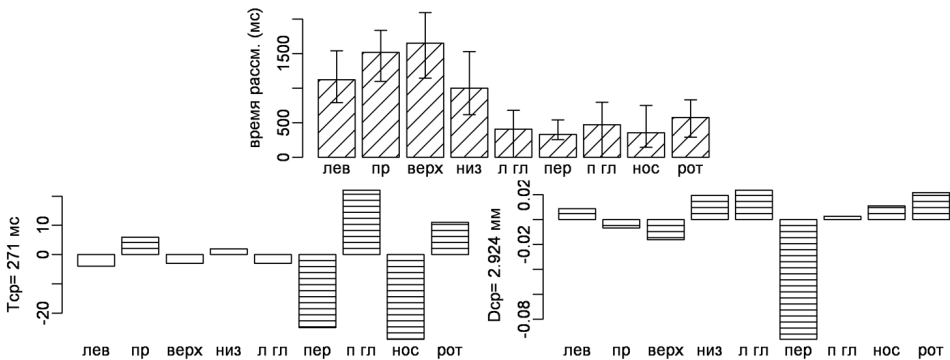 время рассм. (мс)
1500
500
0
лев пр верх низ л гл пер п гл нос рот
Tср= 271 мс
10
0
-20
лев пр верх низ л гл пер п гл нос рот
Dср= 2.924 мм
0.02
-0.02
-0.08
лев пр верх низ л гл пер п гл нос рот